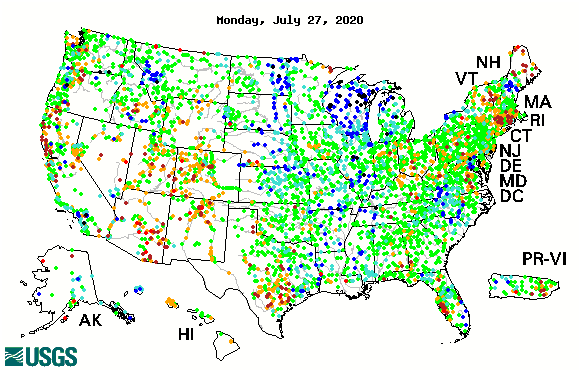 Monday, July 27, 2020
NH
VT
MA
RI
CT
NJ
DE
MD
DC
PR-VI
AK
HI
USGS